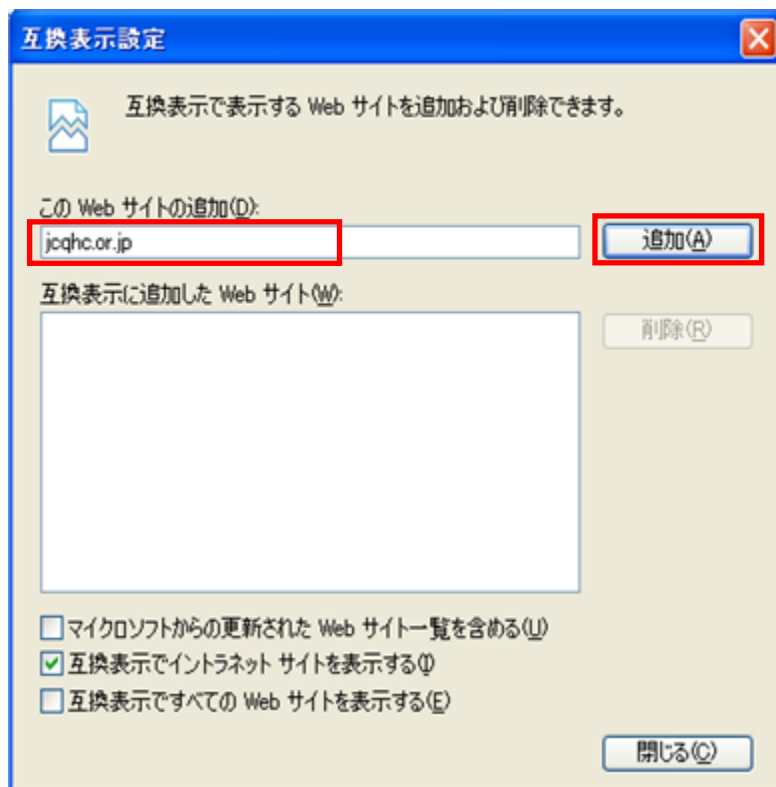 互換表示設定
互換表示で表示する Web サイトを追加および削除できます。
この Web サイトの追加(D):
jcqhc.or.jp
追加(A)
互換表示に追加した Web サイト(W):
削除(R)
マイクロソフトからの更新された Web サイト一覧を含める(U)
互換表示でイントラネット サイトを表示する(I)
互換表示ですべての Web サイトを表示する(E)
閉じる(C)